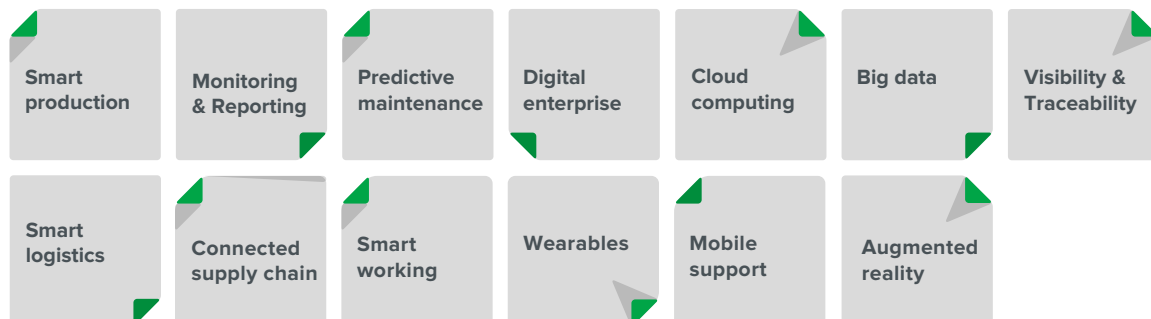 Smart
production
Monitoring
& Reporting
Predictive
maintenance
Digital
enterprise
Cloud
computing
Big data
Visibility &
Traceability
Smart
logistics
Connected
supply chain
Smart
working
Wearables
Mobile
support
Augmented
reality